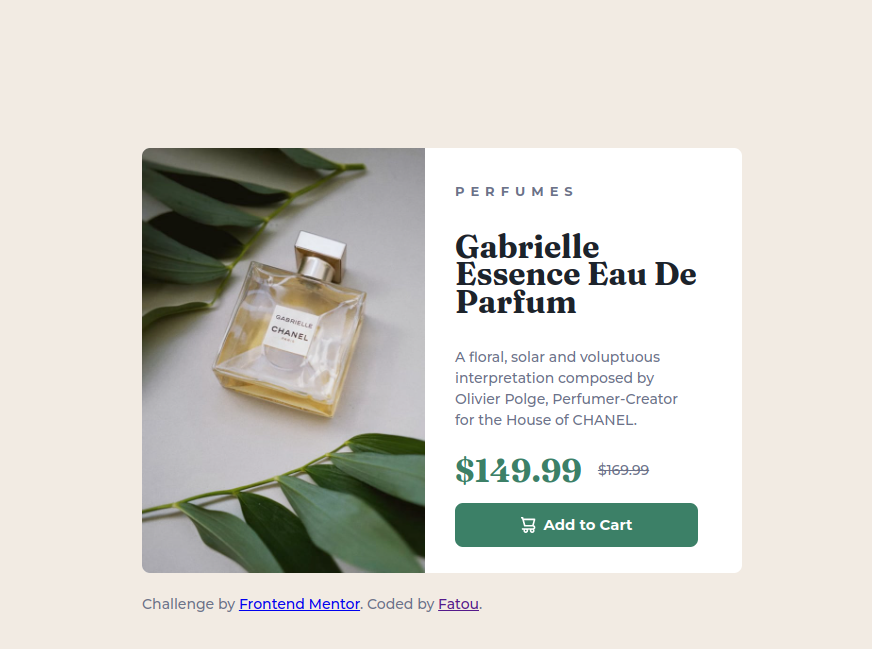 GABRIELLE
CHANEL
PARIS
PERFUMES
Gabrielle
Essence Eau De
Parfum
A floral, solar and voluptuous
interpretation composed by
Olivier Polge, Perfumer-Creator
for the House of CHANEL.
$149.99 $169.99
Add to Cart
Challenge by Frontend Mentor. Coded by Fatou.